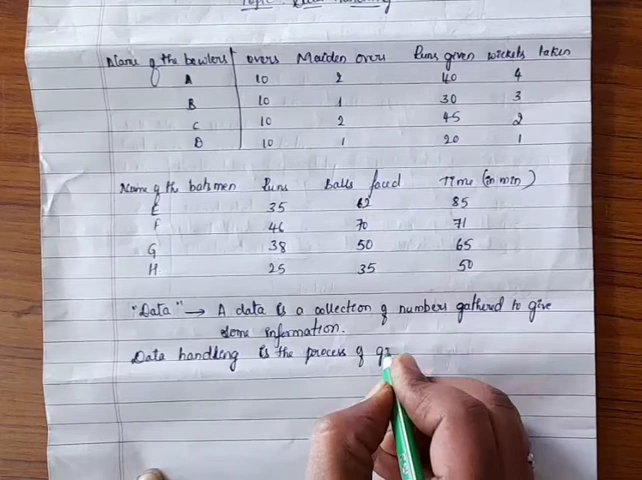 Topic : Data handling
Name of the bowlers overs Maiden overs Runs given wickets taken
A 10 2 40 4
B 10 1 30 3
C 10 2 45 2
D 10 1 20 1
Name of the batsmen Runs Balls faced Time (in min)
E 35 62 85
F 46 70 71
G 38 50 65
H 25 35 50
"Data" → A data is a collection of numbers gathered to give
some information.
Data handling is the process of